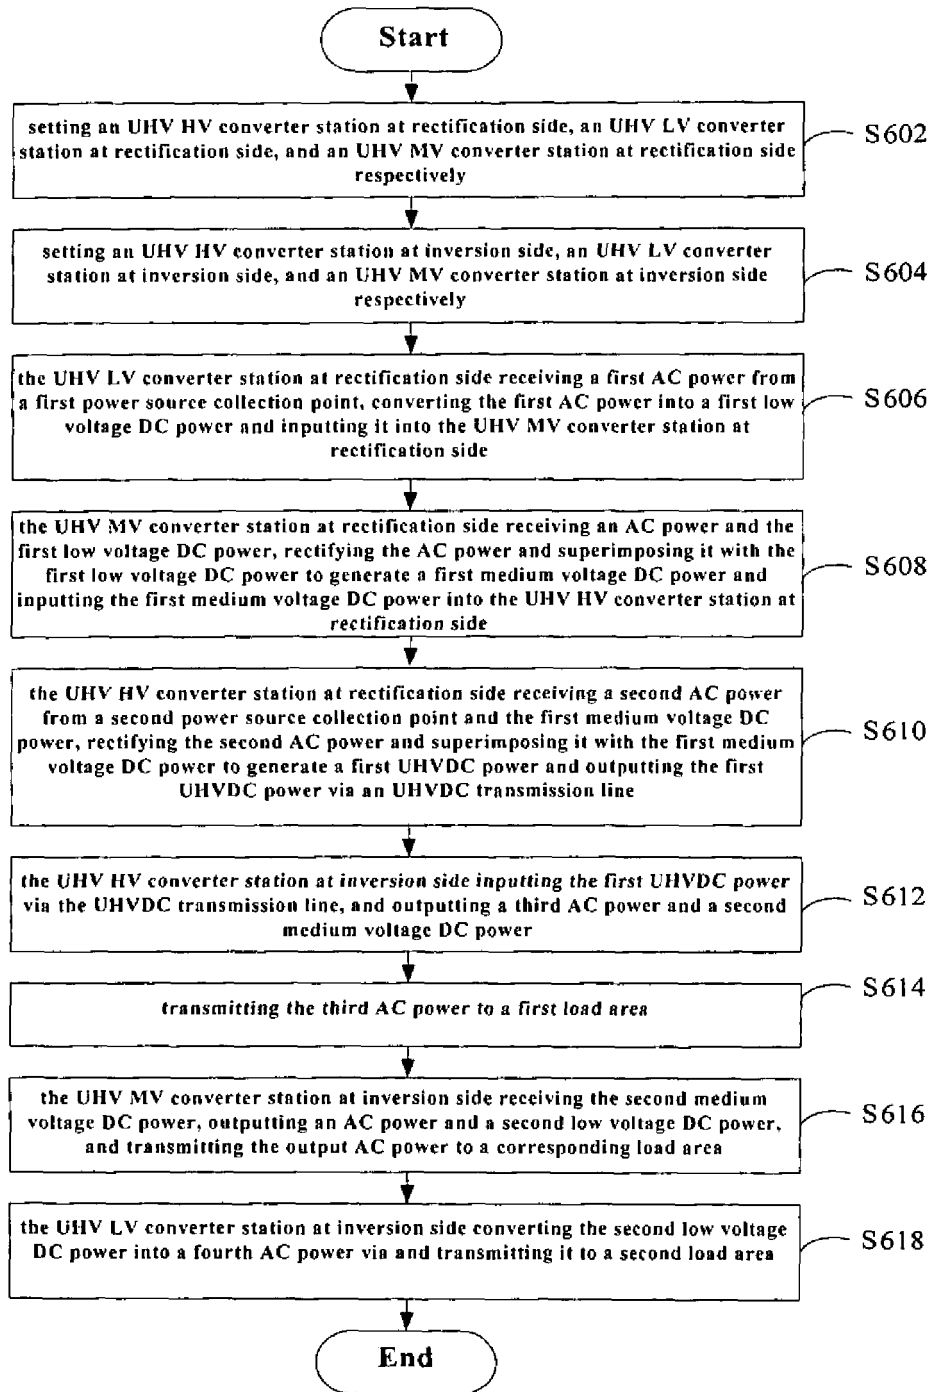 Start
setting an UHV HV converter station at rectification side, an UHV LV converter
station at rectification side, and an UHV MV converter station at rectification side
respectively
S602
setting an UHV HV converter station at inversion side, an UHV LV converter
station at inversion side, and an UHV MV converter station at inversion side
respectively
S604
the UHV LV converter station at rectification side receiving a first AC power from
a first power source collection point, converting the first AC power into a first low
voltage DC power and inputting it into the UHV MV converter station at
rectification side
S606
the UHV MV converter station at rectification side receiving an AC power and the
first low voltage DC power, rectifying the AC power and superimposing it with the
first low voltage DC power to generate a first medium voltage DC power and
inputting the first medium voltage DC power into the UHV HV converter station at
rectification side
S608
the UHV HV converter station at rectification side receiving a second AC power
from a second power source collection point and the first medium voltage DC
power, rectifying the second AC power and superimposing it with the first medium
voltage DC power to generate a first UHVDC power and outputting the first
UHVDC power via an UHVDC transmission line
S610
the UHV HV converter station at inversion side inputting the first UHVDC power
via the UHVDC transmission line, and outputting a third AC power and a second
medium voltage DC power
S612
transmitting the third AC power to a first load area
S614
the UHV MV converter station at inversion side receiving the second medium
voltage DC power, outputting an AC power and a second low voltage DC power,
and transmitting the output AC power to a corresponding load area
S616
the UHV LV converter station at inversion side converting the second low voltage
DC power into a fourth AC power via and transmitting it to a second load area
S618
End